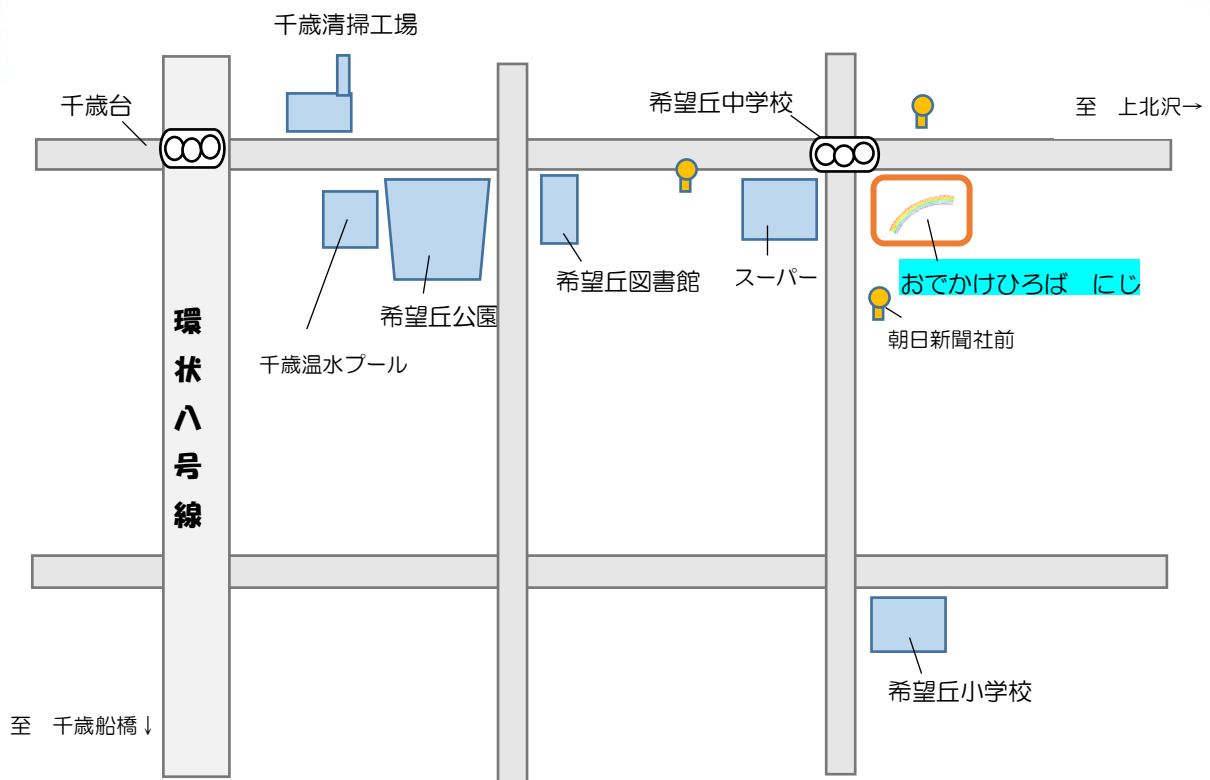 千歳清掃工場
千歳台
希望丘中学校
至　上北沢→
おでかけひろば　にじ
希望丘図書館
スーパー
希望丘公園
朝日新聞社前
千歳温水プール
環状八号線
希望丘小学校
至　千歳船橋↓